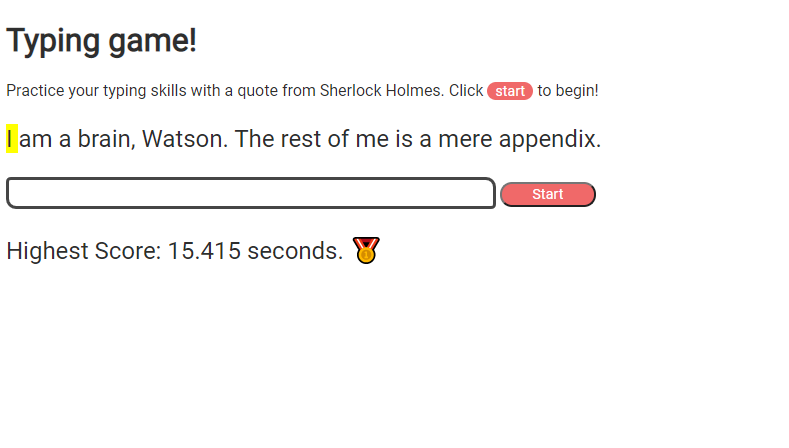 Typing game!
Practice your typing skills with a quote from Sherlock Holmes. Click start to begin!
I am a brain, Watson. The rest of me is a mere appendix.
Start
Highest Score: 15.415 seconds. 🏅